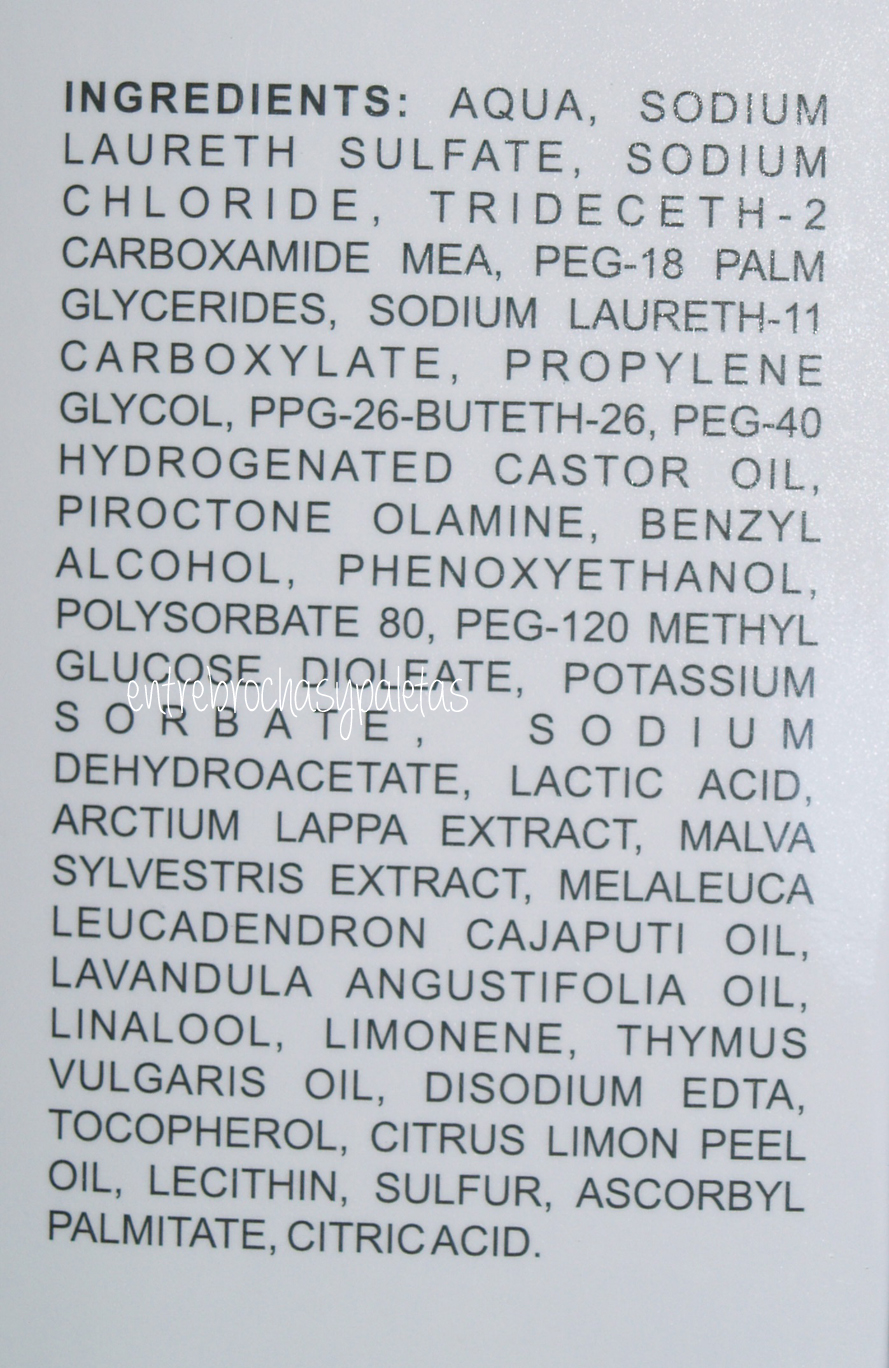 INGREDIENTS: AQUA, SODIUM
LAURETH SULFATE, SODIUM
CHLORIDE, TRIDECETH-2
CARBOXAMIDE MEA, PEG-18 PALM
GLYCERIDES, SODIUM LAURETH-11
CARBOXYLATE, PROPYLENE
GLYCOL, PPG-26-BUTETH-26, PEG-40
HYDROGENATED CASTOR OIL,
PIROCTONE OLAMINE, BENZYL
ALCOHOL, PHENOXYETHANOL,
POLYSORBATE 80, PEG-120 METHYL
GLUCOSE DIOLEATE, POTASSIUM
entrebrochasypaletas
SORBATE, SODIUM
DEHYDROACETATE, LACTIC ACID,
ARCTIUM LAPPA EXTRACT, MALVA
SYLVESTRIS EXTRACT, MELALEUCA
LEUCADENDRON CAJAPUTI OIL,
LAVANDULA ANGUSTIFOLIA OIL,
LINALOOL, LIMONENE, THYMUS
VULGARIS OIL, DISODIUM EDTA,
TOCOPHEROL, CITRUS LIMON PEEL
OIL, LECITHIN, SULFUR, ASCORBYL
PALMITATE, CITRIC ACID.